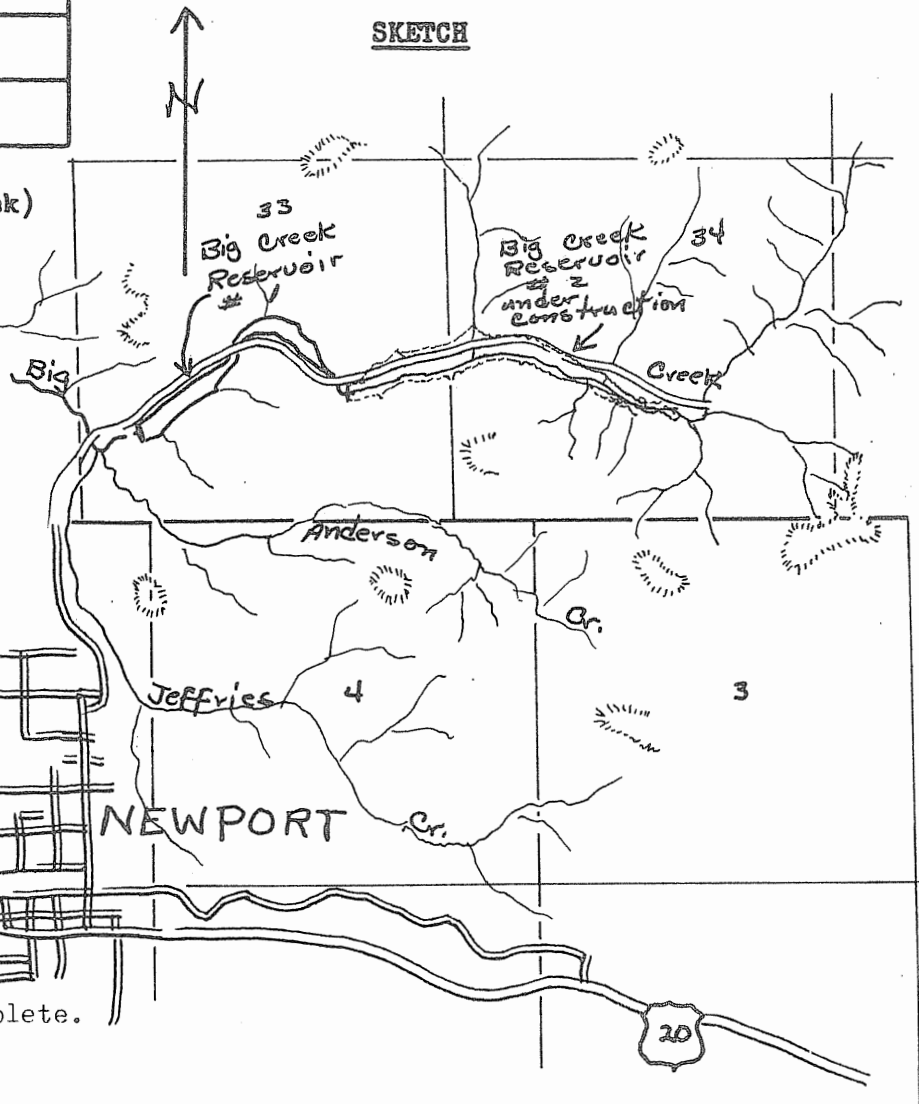 SKETCH
N
k)
33
Big Creek
Reservoir
# 1
34
Big Creek
Reservoir
# 2
under
construction
Big
Creek
Anderson
Cr.
Jeffries
4
3
NEWPORT
Cr.
plete.
20